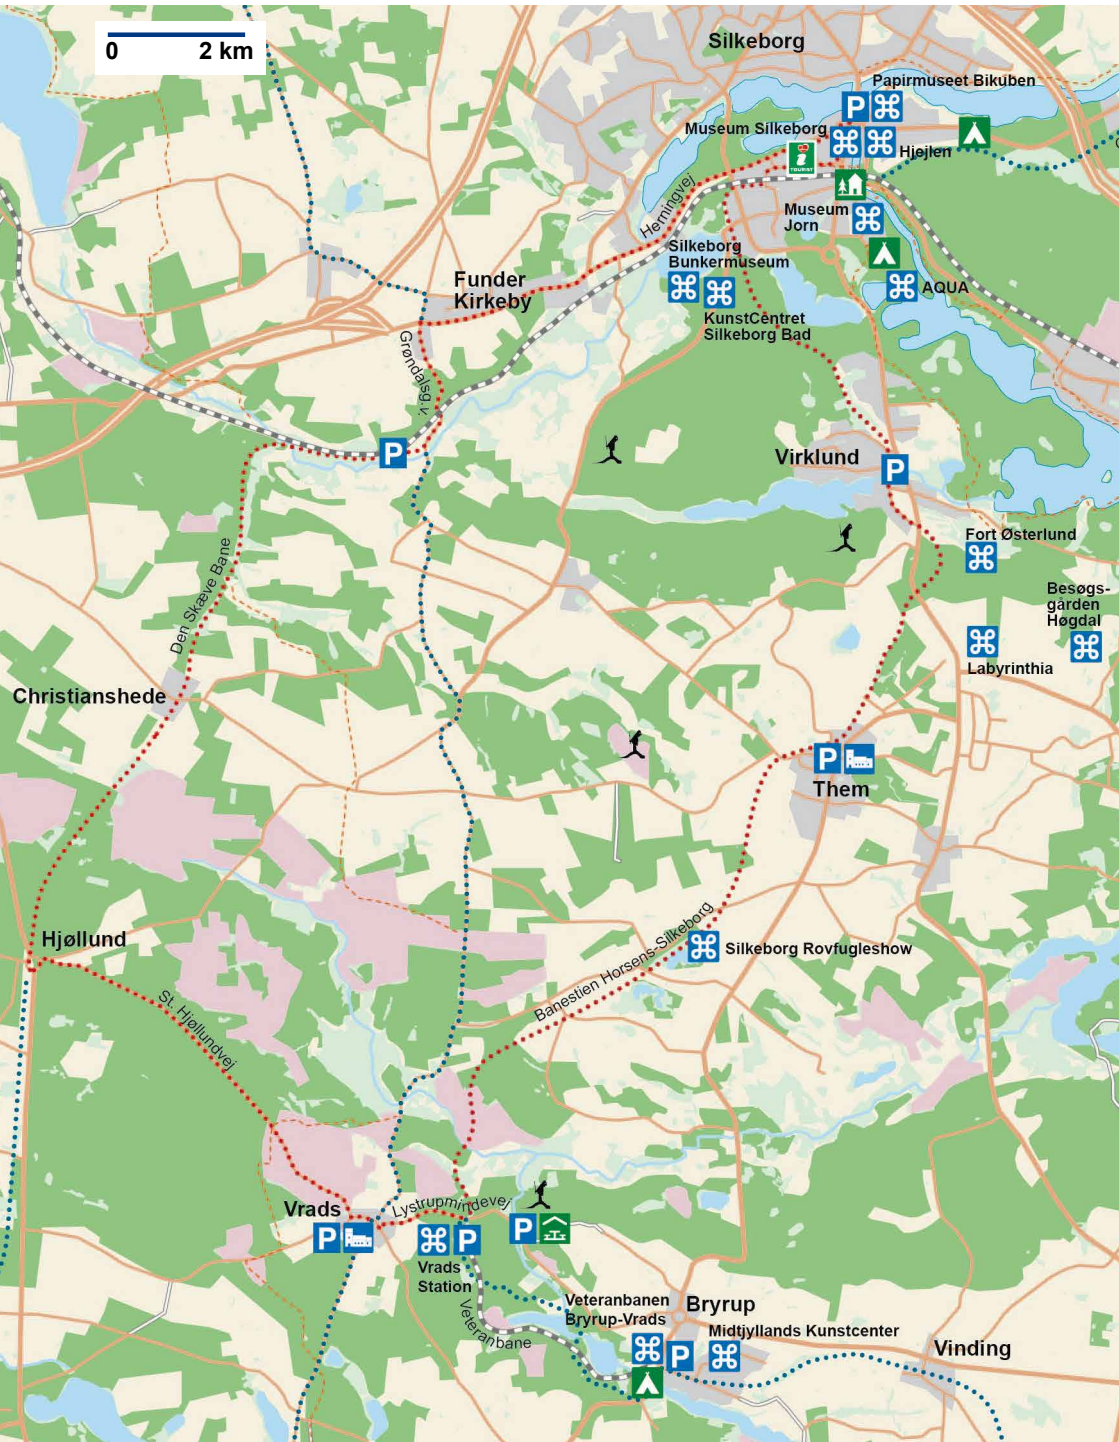 0 2 km
Silkeborg
Papirmuseet Bikuben
P
Museum Silkeborg
Hjejlen
TOURIST
Herningvej
Museum
Jorn
Silkeborg
Bunkermuseum
AQUA
Funder
Kirkeby
KunstCentret
Silkeborg Bad
Grøndalsg.v.
P
Virklund
P
Fort Østerlund
Den Skæve Bane
Besøgs-
gården
Høgdal
Labyrinthia
Christianshede
P
Them
Hjøllund
Banestien Horsens-Silkeborg
Silkeborg Rovfugleshow
St. Hjøllundvej
Lystrupmindevej
Vrads
P
P
P
Vrads
Station
Veteranbane
Veteranbanen
Bryrup-Vrads
Bryrup
Midtjyllands Kunstcenter
P
Vinding